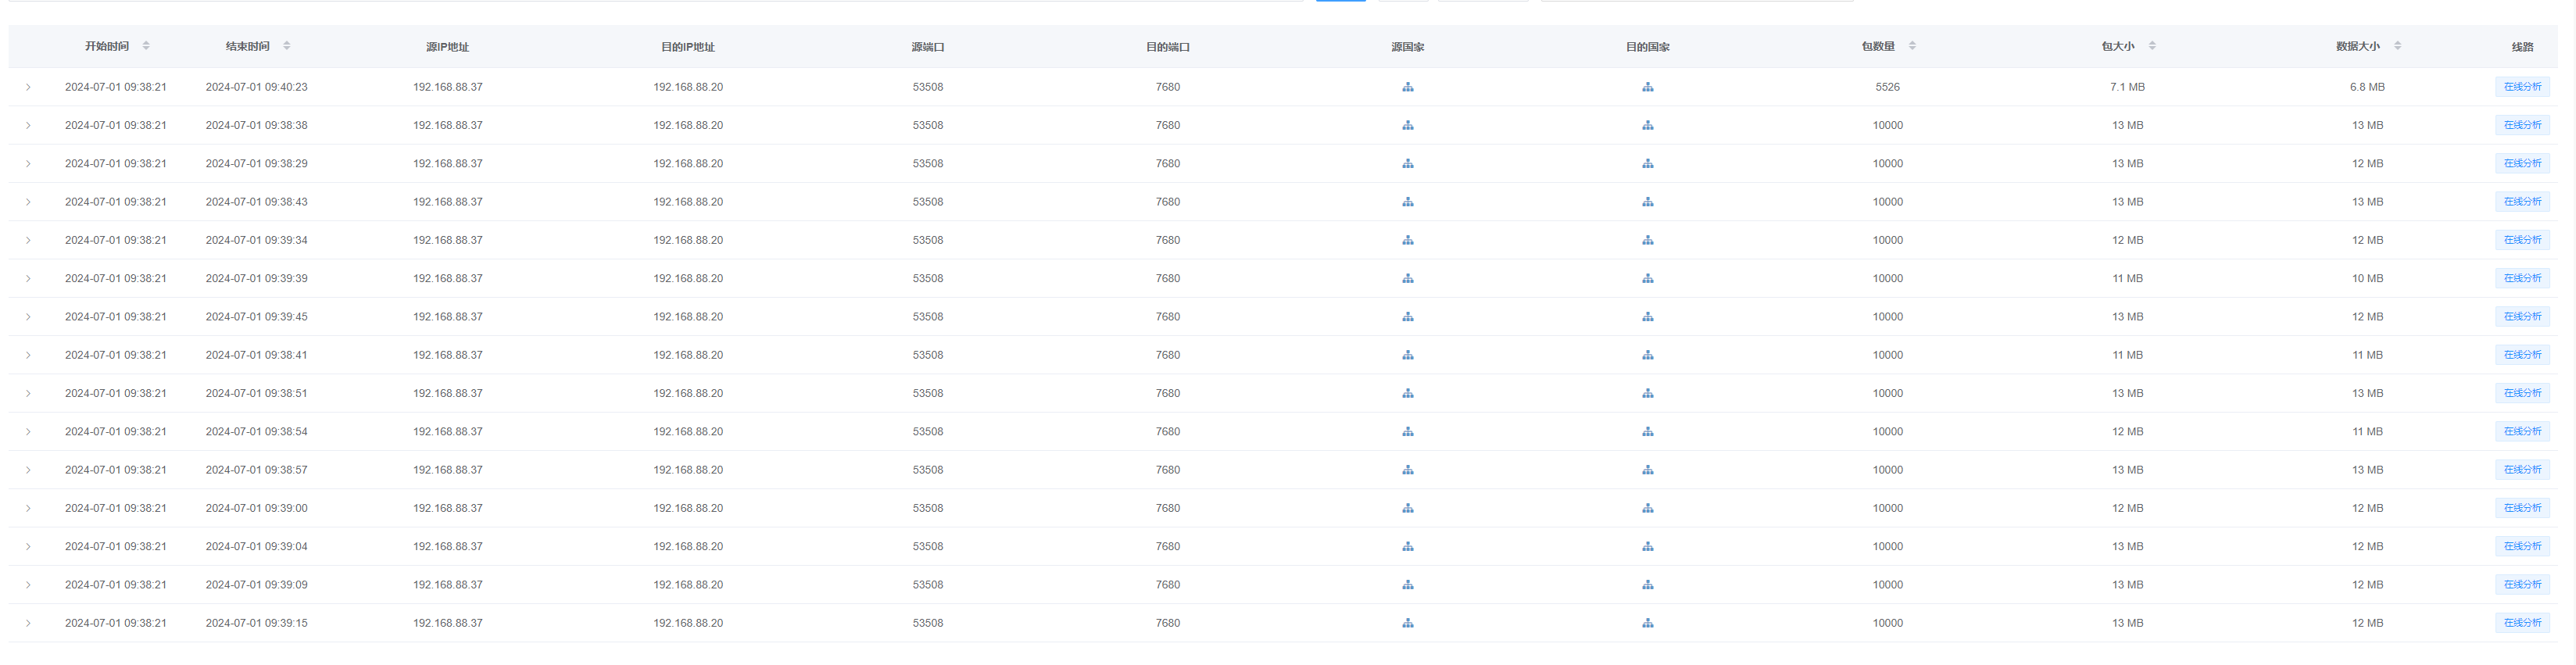 开始时间 结束时间 源IP地址 目的IP地址 源端口 目的端口 源国家 目的国家 包数量 包大小 数据大小 线路
2024-07-01 09:38:21 2024-07-01 09:40:23 192.168.88.37 192.168.88.20 53508 7680 5526 7.1 MB 6.8 MB 在线分析
2024-07-01 09:38:21 2024-07-01 09:38:38 192.168.88.37 192.168.88.20 53508 7680 10000 13 MB 13 MB 在线分析
2024-07-01 09:38:21 2024-07-01 09:38:29 192.168.88.37 192.168.88.20 53508 7680 10000 13 MB 12 MB 在线分析
2024-07-01 09:38:21 2024-07-01 09:38:43 192.168.88.37 192.168.88.20 53508 7680 10000 13 MB 13 MB 在线分析
2024-07-01 09:38:21 2024-07-01 09:39:34 192.168.88.37 192.168.88.20 53508 7680 10000 12 MB 12 MB 在线分析
2024-07-01 09:38:21 2024-07-01 09:39:39 192.168.88.37 192.168.88.20 53508 7680 10000 11 MB 10 MB 在线分析
2024-07-01 09:38:21 2024-07-01 09:39:45 192.168.88.37 192.168.88.20 53508 7680 10000 13 MB 12 MB 在线分析
2024-07-01 09:38:21 2024-07-01 09:38:41 192.168.88.37 192.168.88.20 53508 7680 10000 11 MB 11 MB 在线分析
2024-07-01 09:38:21 2024-07-01 09:38:51 192.168.88.37 192.168.88.20 53508 7680 10000 13 MB 13 MB 在线分析
2024-07-01 09:38:21 2024-07-01 09:38:54 192.168.88.37 192.168.88.20 53508 7680 10000 12 MB 11 MB 在线分析
2024-07-01 09:38:21 2024-07-01 09:38:57 192.168.88.37 192.168.88.20 53508 7680 10000 13 MB 13 MB 在线分析
2024-07-01 09:38:21 2024-07-01 09:39:00 192.168.88.37 192.168.88.20 53508 7680 10000 12 MB 12 MB 在线分析
2024-07-01 09:38:21 2024-07-01 09:39:04 192.168.88.37 192.168.88.20 53508 7680 10000 13 MB 12 MB 在线分析
2024-07-01 09:38:21 2024-07-01 09:39:09 192.168.88.37 192.168.88.20 53508 7680 10000 13 MB 12 MB 在线分析
2024-07-01 09:38:21 2024-07-01 09:39:15 192.168.88.37 192.168.88.20 53508 7680 10000 13 MB 12 MB 在线分析